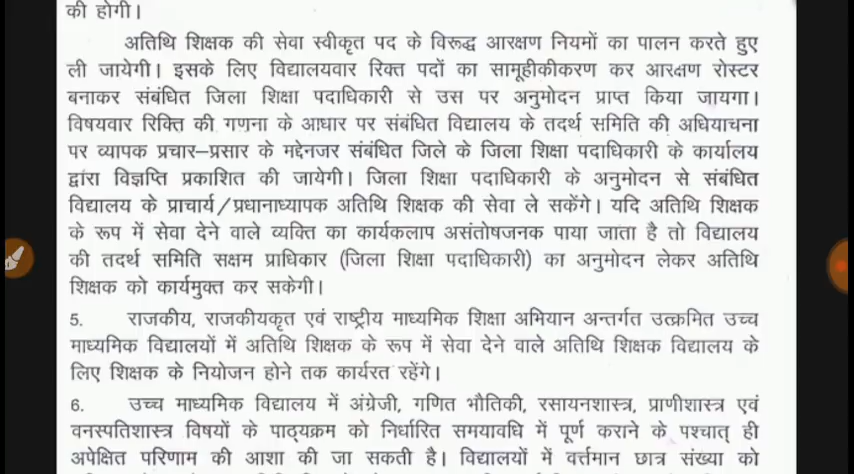 की होगी।
अतिथि शिक्षक की सेवा स्वीकृत पद के विरूद्ध आरक्षण नियमों का पालन करते हुए
ली जायेगी। इसके लिए विद्यालयवार रिक्त पदों का सामूहीकीकरण कर आरक्षण रोस्टर
बनाकर संबंधित जिला शिक्षा पदाधिकारी से उस पर अनुमोदन प्राप्त किया जायगा।
विषयवार रिक्ति की गणना के आधार पर संबंधित विद्यालय के तदर्थ समिति की अधियाचना
पर व्यापक प्रचार–प्रसार के मद्देनजर संबंधित जिले के जिला शिक्षा पदाधिकारी के कार्यालय
द्वारा विज्ञप्ति प्रकाशित की जायेगी। जिला शिक्षा पदाधिकारी के अनुमोदन से संबंधित
विद्यालय के प्राचार्य/प्रधानाध्यापक अतिथि शिक्षक की सेवा ले सकेंगे। यदि अतिथि शिक्षक
के रूप में सेवा देने वाले व्यक्ति का कार्यकलाप असंतोषजनक पाया जाता है तो विद्यालय
की तदर्थ समिति सक्षम प्राधिकार (जिला शिक्षा पदाधिकारी) का अनुमोदन लेकर अतिथि
शिक्षक को कार्यमुक्त कर सकेगी।
5. राजकीय, राजकीयकृत एवं राष्ट्रीय माध्यमिक शिक्षा अभियान अन्तर्गत उत्क्रमित उच्च
माध्यमिक विद्यालयों में अतिथि शिक्षक के रूप में सेवा देने वाले अतिथि शिक्षक विद्यालय के
लिए शिक्षक के नियोजन होने तक कार्यरत रहेंगे।
6. उच्च माध्यमिक विद्यालय में अंग्रेजी, गणित भौतिकी, रसायनशास्त्र, प्राणीशास्त्र एवं
वनस्पतिशास्त्र विषयों के पाठ्यक्रम को निर्धारित समयावधि में पूर्ण कराने के पश्चात् ही
अपेक्षित परिणाम की आशा की जा सकती है। विद्यालयों में वर्त्तमान छात्र संख्या को